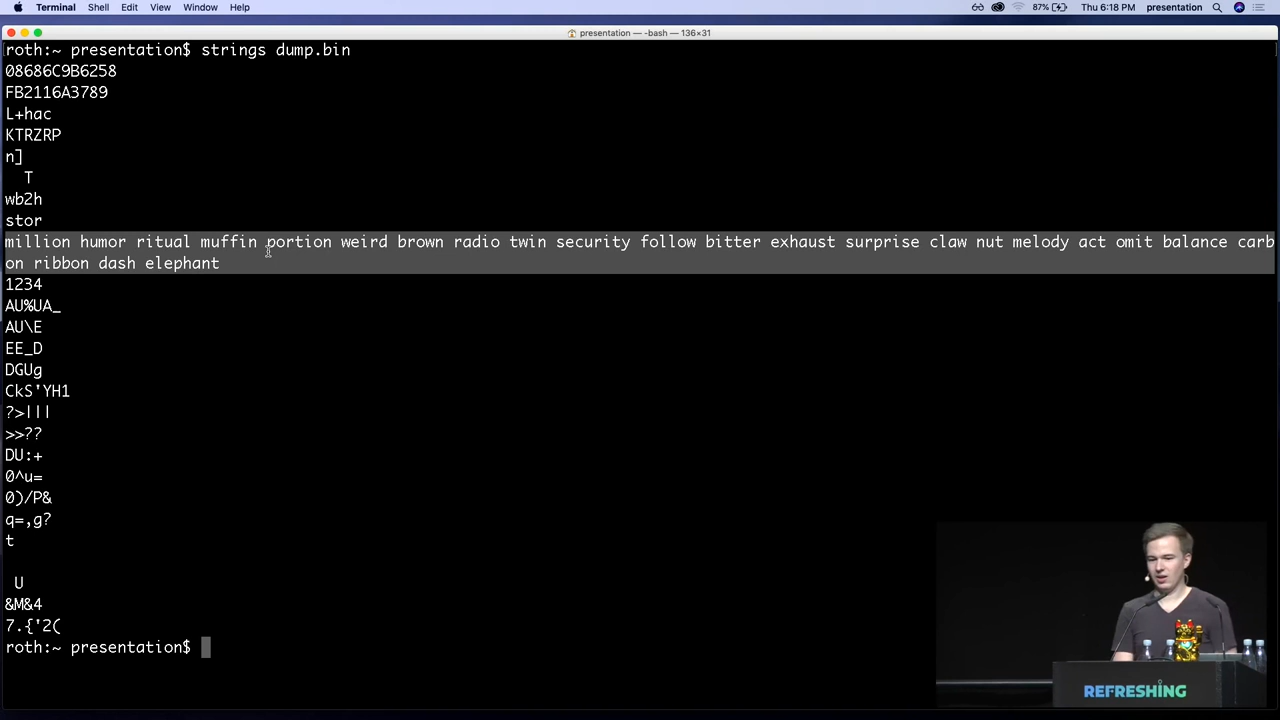 Terminal Shell Edit View Window Help 87% Thu 6:18 PM presentation
presentation — -bash — 136×31
roth:~ presentation$ strings dump.bin
08686C9B6258
FB2116A3789
L+hac
KTRZRP
n]
T
wb2h
stor
million humor ritual muffin portion weird brown radio twin security follow bitter exhaust surprise claw nut melody act omit balance carb
on ribbon dash elephant
1234
AU%UA_
AU\E
EE_D
DGUg
CkS'YH1
?>|||
>>??
DU:+
0^u=
0)/P&
q=,g?
t
U
&M&4
7.{'2(
roth:~ presentation$
REFRESHING